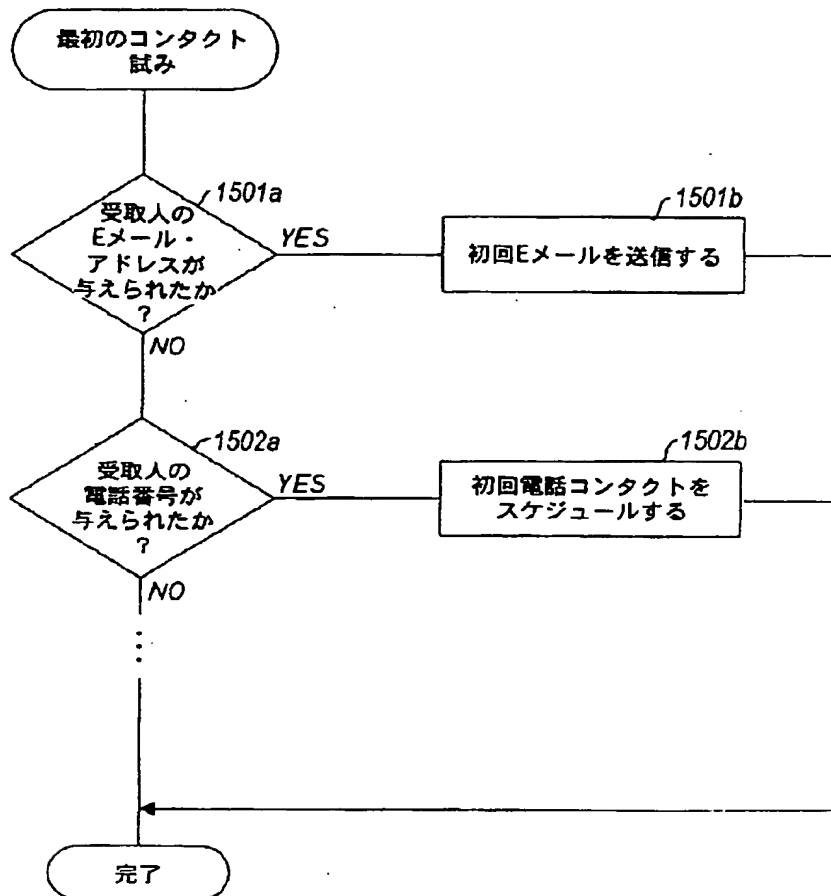 最初のコンタクト
試み
1501a
受取人の
Eメール・
アドレスが
与えられたか
?
YES
1501b
初回Eメールを送信する
NO
1502a
受取人の
電話番号が
与えられたか
?
YES
1502b
初回電話コンタクトを
スケジュールする
NO
完了